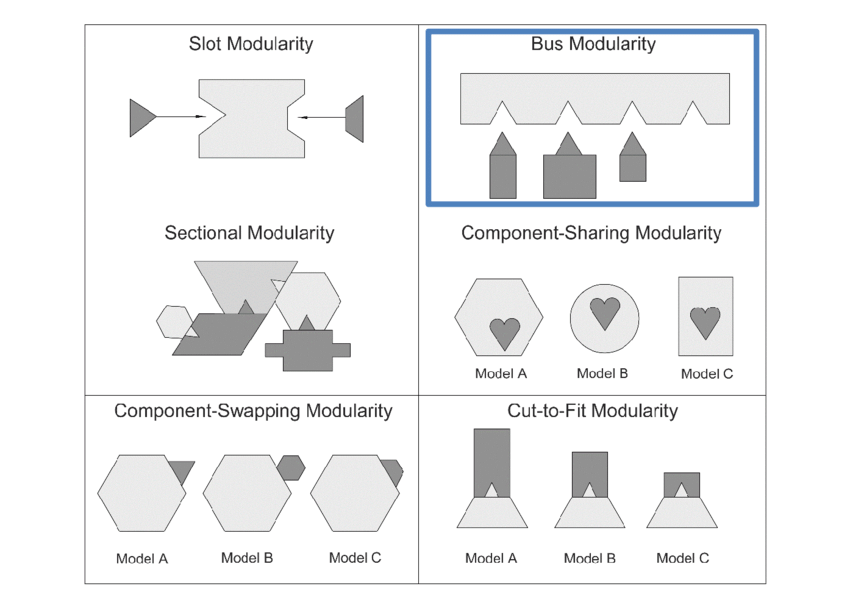 Slot Modularity
Bus Modularity
Sectional Modularity
Component-Sharing Modularity
Model A
Model B
Model C
Component-Swapping Modularity
Cut-to-Fit Modularity
Model A
Model B
Model C
Model A
Model B
Model C